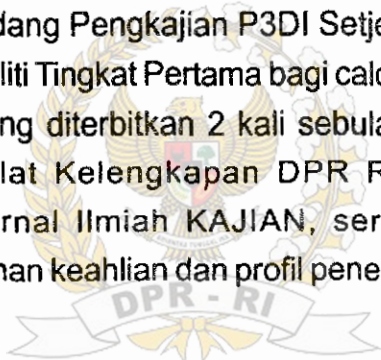 dang Pengkajian P3DI Setje
liti Tingkat Pertama bagi calo
ng diterbitkan 2 kali sebula
lat Kelengkapan DPR R
rnal Ilmiah KAJIAN, ser
nan keahlian dan profil pene
DPR - RI